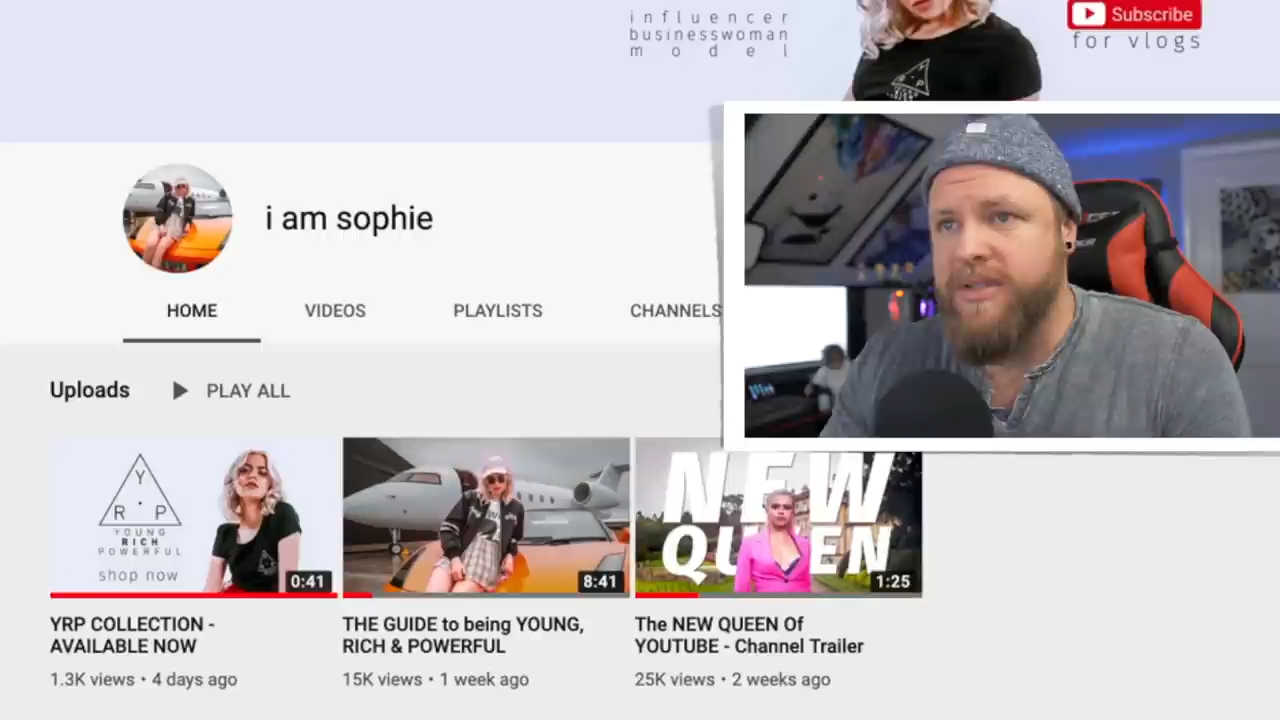 influencer
businesswoman
model
Subscribe
for vlogs
i am sophie
HOME
VIDEOS
PLAYLISTS
CHANNELS
Uploads
PLAY ALL
Y
R P
YOUNG
RICH
POWERFUL
shop now
0:41
8:41
NEW
QUEEN
1:25
YRP COLLECTION -
AVAILABLE NOW
1.3K views • 4 days ago
THE GUIDE to being YOUNG,
RICH & POWERFUL
15K views • 1 week ago
The NEW QUEEN Of
YOUTUBE - Channel Trailer
25K views • 2 weeks ago